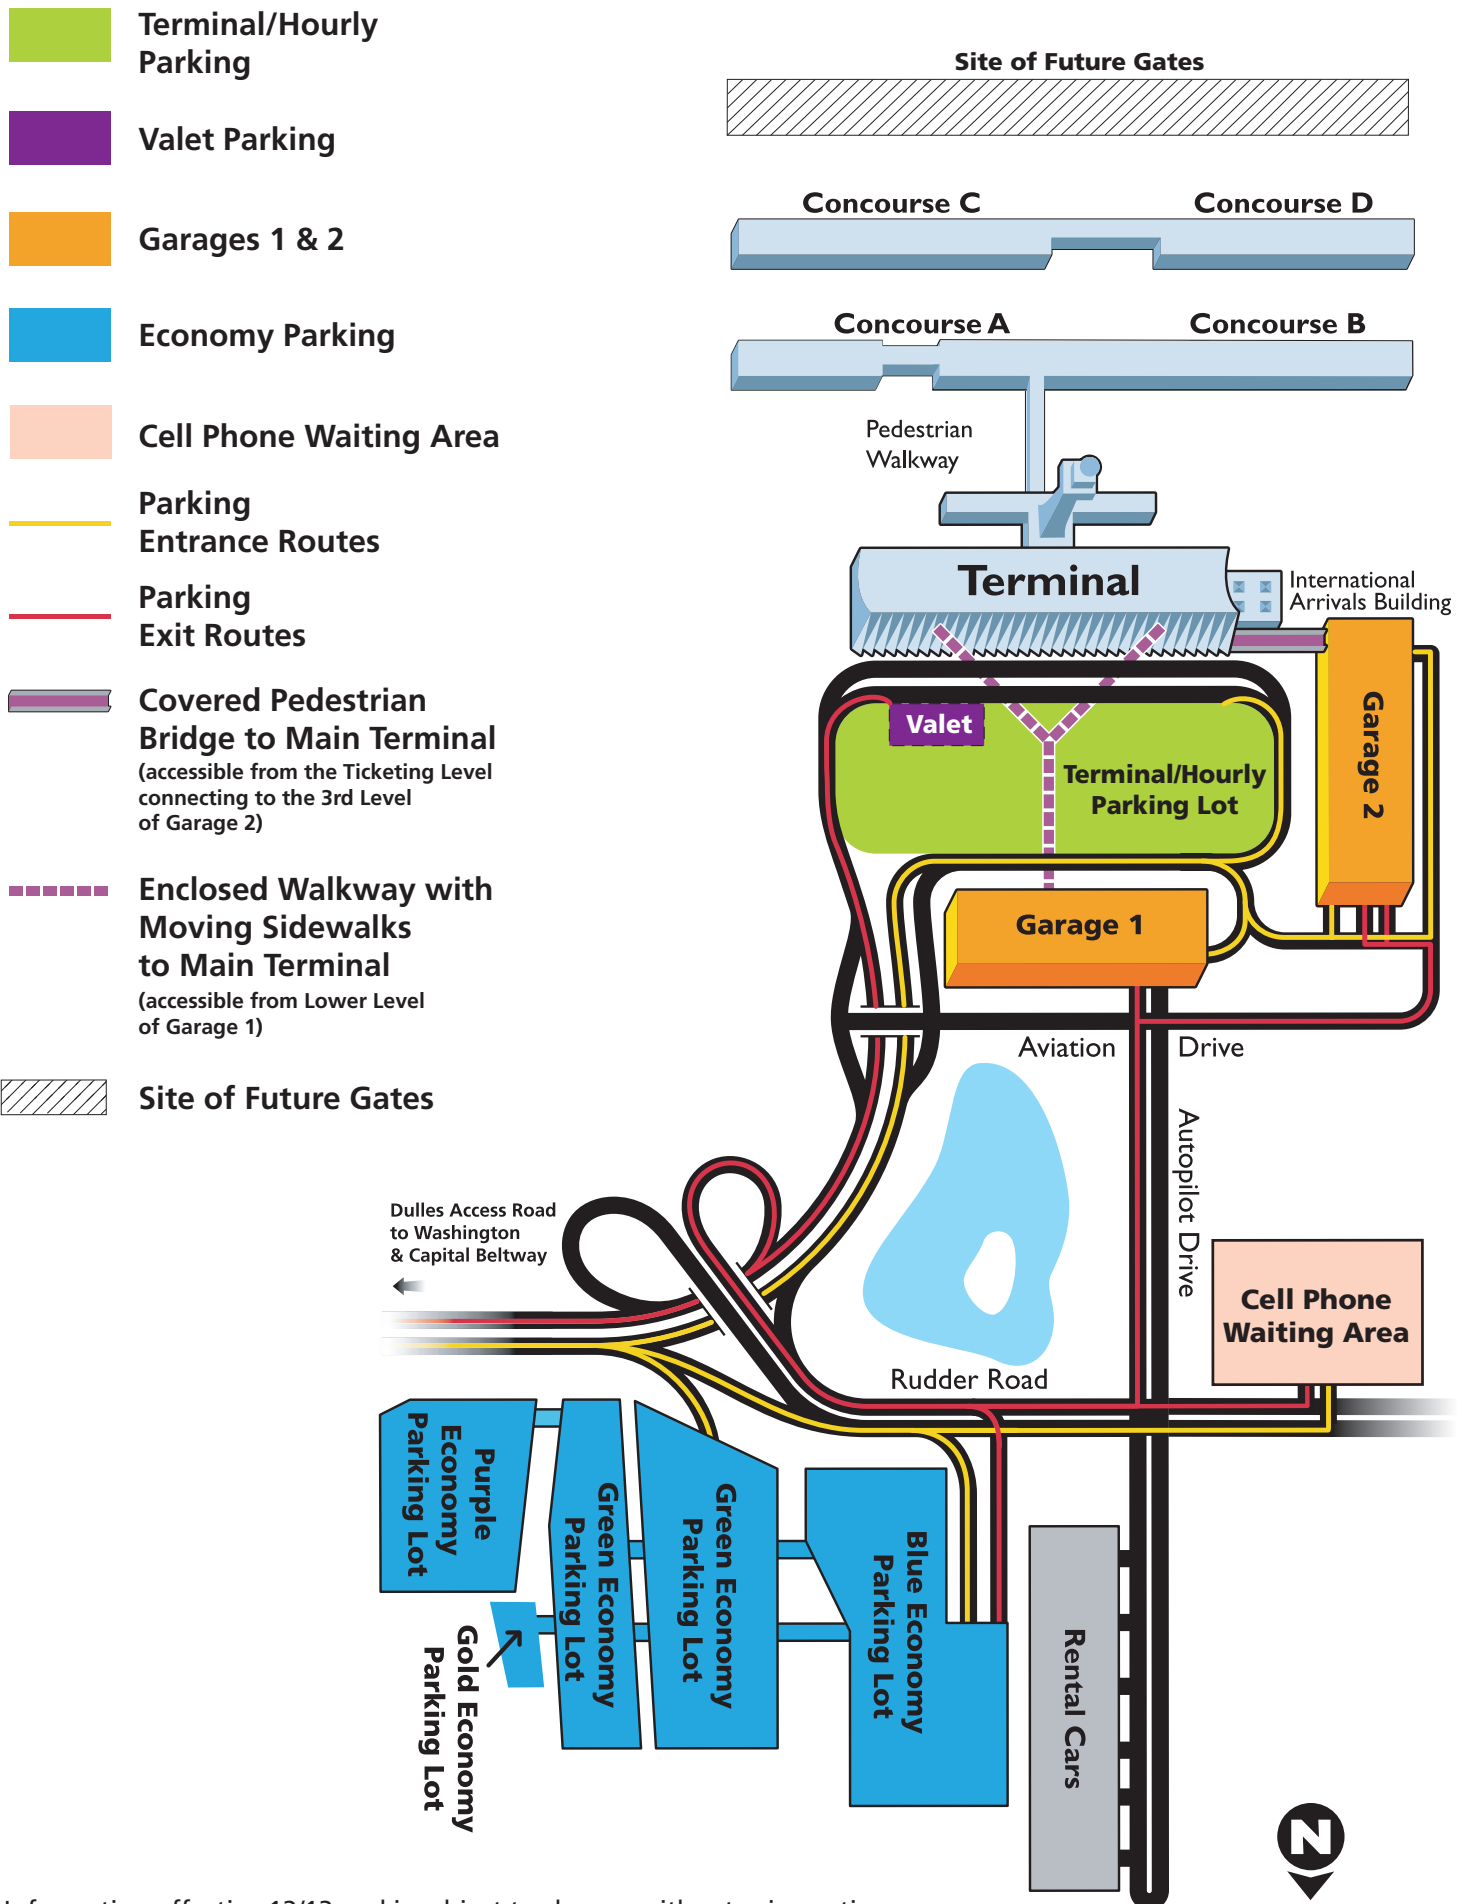 Terminal/Hourly
Parking
Valet Parking
Garages 1 & 2
Economy Parking
Cell Phone Waiting Area
Parking
Entrance Routes
Parking
Exit Routes
Covered Pedestrian
Bridge to Main Terminal
(accessible from the Ticketing Level
connecting to the 3rd Level
of Garage 2)
Enclosed Walkway with
Moving Sidewalks
to Main Terminal
(accessible from Lower Level
of Garage 1)
Site of Future Gates
Site of Future Gates
Concourse C
Concourse D
Concourse A
Concourse B
Pedestrian
Walkway
Terminal
International
Arrivals Building
Valet
Terminal/Hourly
Parking Lot
Garage 2
Garage 1
Aviation
Drive
Autopilot Drive
Dulles Access Road
to Washington
& Capital Beltway
Cell Phone
Waiting Area
Rudder Road
Purple
Economy
Parking Lot
Green Economy
Parking Lot
Green Economy
Parking Lot
Blue Economy
Parking Lot
Gold Economy
Parking Lot
Rental Cars
N